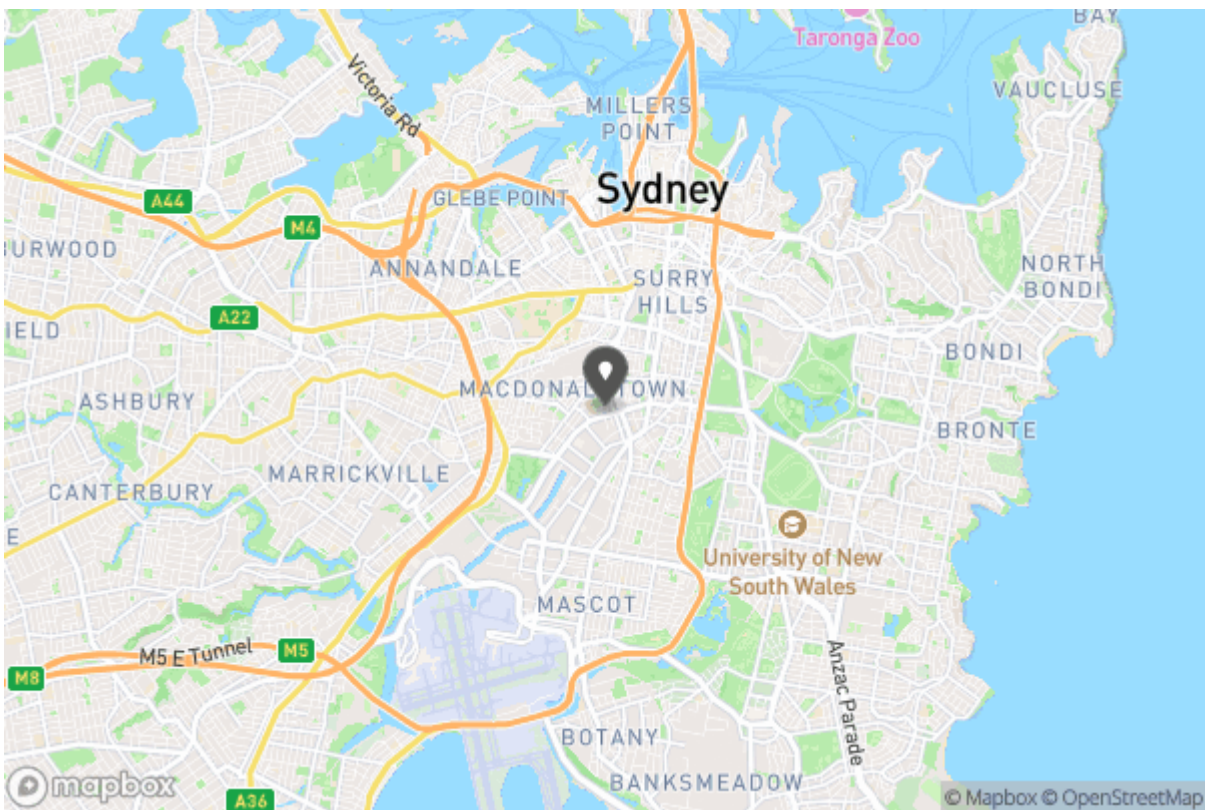 BAY
Taronga Zoo
VAUCLUSE
Victoria Rd
MILLERS
POINT
Sydney
A44
GLEBE POINT
M4
BURWOOD
ANNANDALE
SURRY
HILLS
NORTH
BONDI
A22
IELD
BONDI
MACDONALDTOWN
ASHBURY
BRONTE
MARRICKVILLE
CANTERBURY
E
University of New
South Wales
MASCOT
M5 E Tunnel
M5
M8
Anzac Parade
BOTANY
BANKSMEADOW
mapbox
A36
© Mapbox © OpenStreetMap